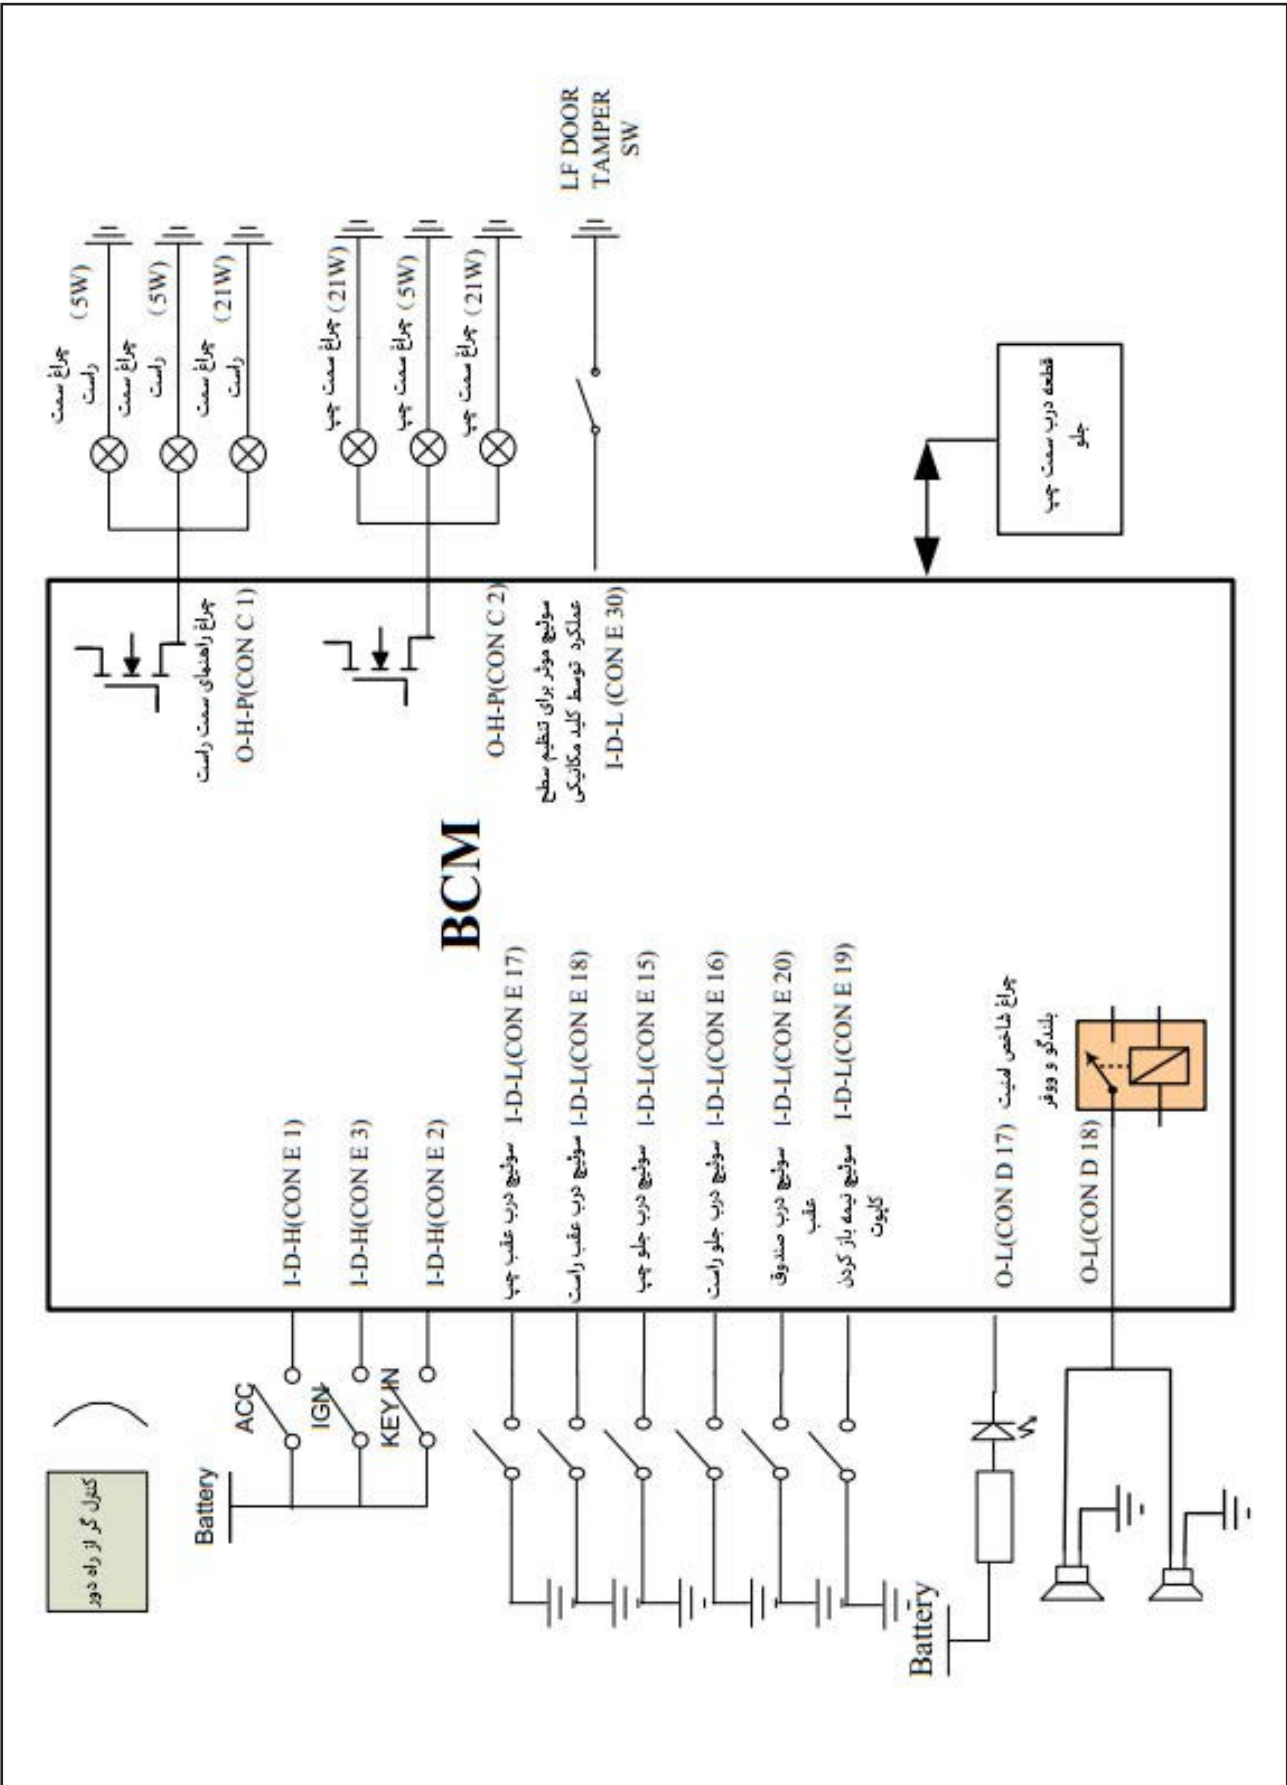 کنترل گر از راه دور
Battery
ACC
IGN
KEY IN
I-D-H(CON E 1)
I-D-H(CON E 3)
I-D-H(CON E 2)
سوئیچ درب عقب چپ I-D-L(CON E 17)
سوئیچ درب عقب راست I-D-L(CON E 18)
سوئیچ درب جلو چپ I-D-L(CON E 15)
سوئیچ درب جلو راست I-D-L(CON E 16)
سوئیچ درب صندوق I-D-L(CON E 20)
عقب
سوئیچ نیمه باز کردن I-D-L(CON E 19)
کاپوت
Battery
O-L(CON D 17) چراغ شاخص امنیت
بلندگو و ووفر
O-L(CON D 18)
BCM
چراغ راهنمای سمت راست
O-H-P(CON C 1)
O-H-P(CON C 2)
سوئیچ موثر برای تنظیم سطح
عملکرد توسط کلید مکانیکی
I-D-L (CON E 30)
چراغ سمت (5W)
راست
چراغ سمت (5W)
راست
چراغ سمت (21W)
راست
چراغ سمت چپ (21W)
چراغ سمت چپ (5W)
چراغ سمت چپ (21W)
LF DOOR
TAMPER
SW
قطعه درب سمت چپ
جلو